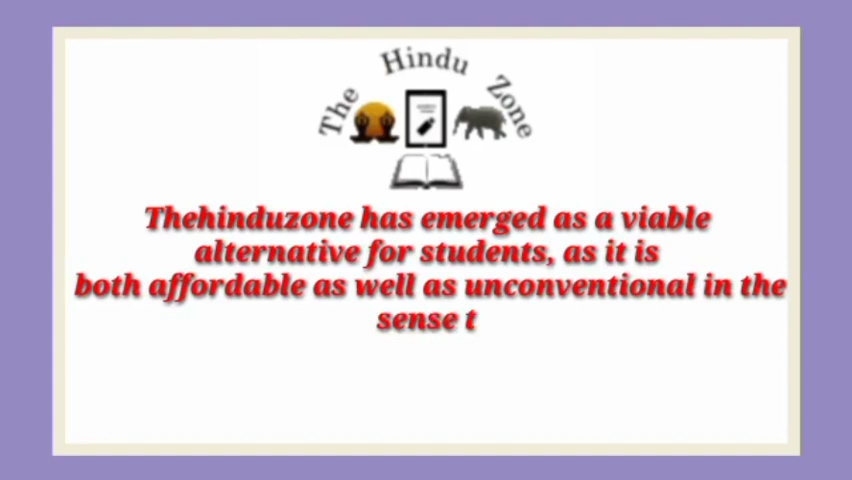 The Hindu Zone
Thehinduzone has emerged as a viable
alternative for students, as it is
both affordable as well as unconventional in the
sense t